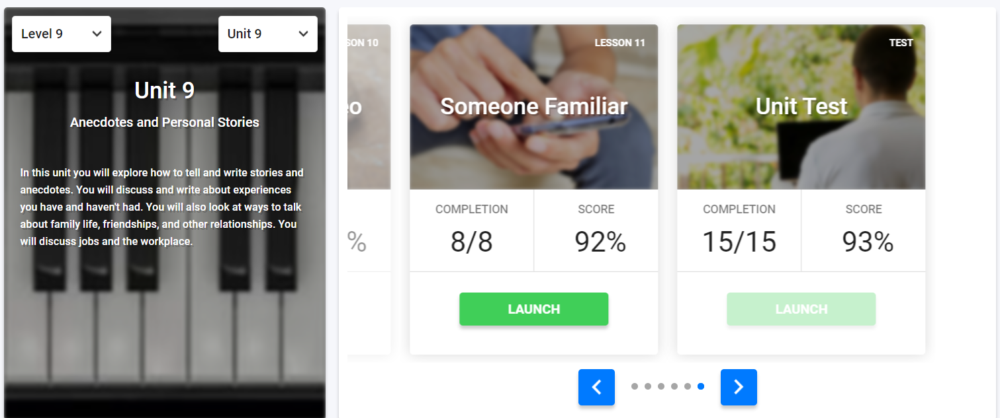 Level 9
Unit 9
Unit 9
Anecdotes and Personal Stories
In this unit you will explore how to tell and write stories and
anecdotes. You will discuss and write about experiences
you have and haven't had. You will also look at ways to talk
about family life, friendships, and other relationships. You
will discuss jobs and the workplace.
SON 10
eo
%
LESSON 11
Someone Familiar
COMPLETION
SCORE
8/8
92%
LAUNCH
TEST
Unit Test
COMPLETION
SCORE
15/15
93%
LAUNCH